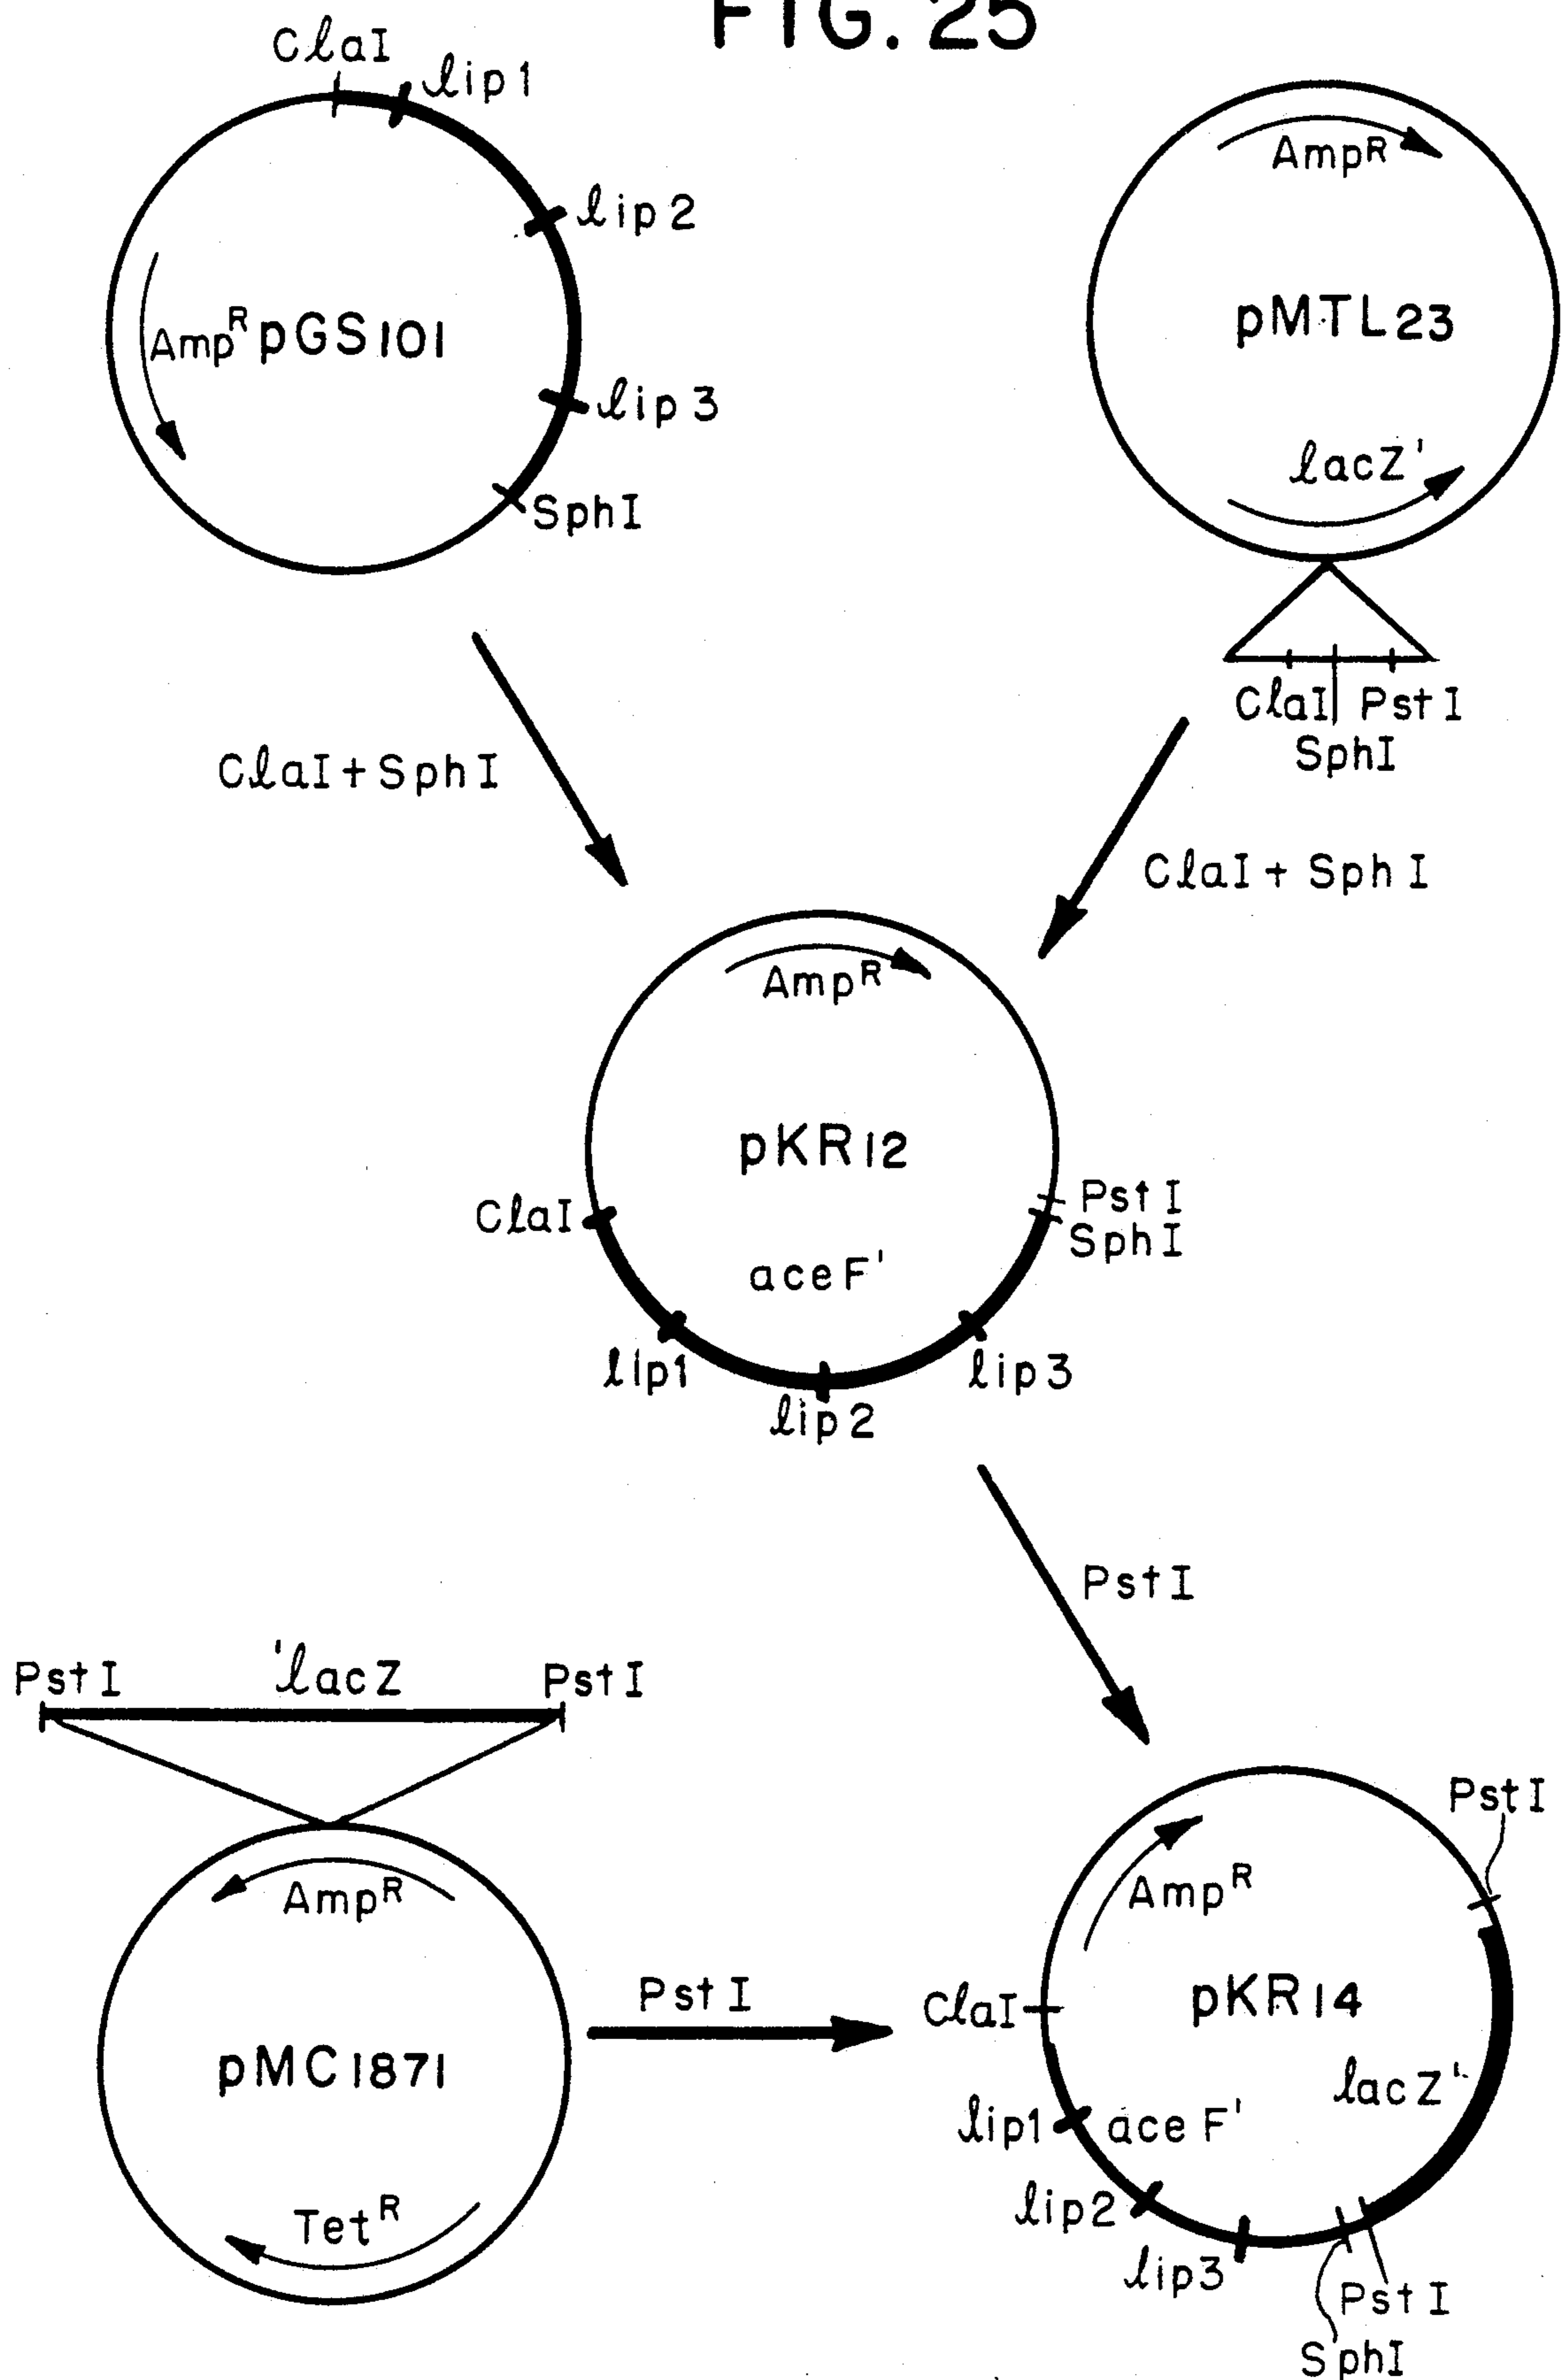 FIG. 25
ClaI
lip1
lip2
AmpR pGS101
lip3
SphI
AmpR
pMTL23
lacZ'
ClaI PstI
SphI
ClaI+SphI
ClaI+SphI
AmpR
pKR12
ClaI
PstI
SphI
aceF'
lip1
lip3
lip2
PstI
PstI 'lacZ PstI
AmpR
pMC1871
TetR
PstI
PstI
AmpR
ClaI
pKR14
lacZ'
lip1
aceF'
lip2
lip3
PstI
SphI